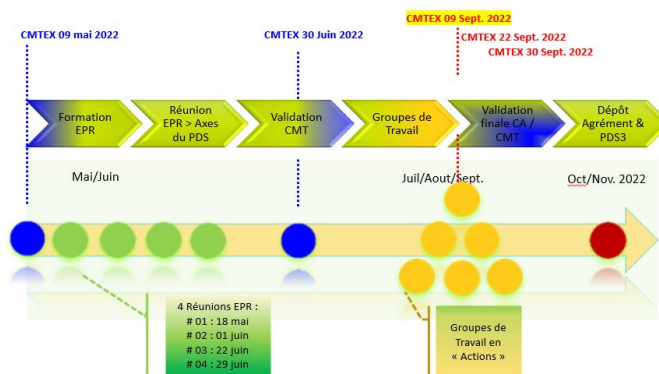 CMTEX 09 mai 2022
CMTEX 30 Juin 2022
CMTEX 09 Sept. 2022
CMTEX 22 Sept. 2022
CMTEX 30 Sept. 2022
Formation
EPR
Réunion
EPR > Axes
du PDS
Validation
CMT
Groupes de
Travail
Validation
finale CA /
CMT
Dépôt
Agrément &
PDS3
Mai/Juin
Juil/Aout/Sept.
Oct/Nov. 2022
4 Réunions EPR :
# 01 : 18 mai
# 02 : 01 juin
# 03 : 22 juin
# 04 : 29 juin
Groupes de
Travail en
« Actions »